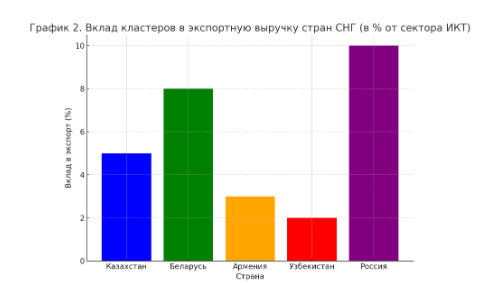 График 2. Вклад кластеров в экспортную выручку стран СНГ (в % от сектора ИКТ)
10
8
6
4
2
0
Вклад в экспорт (%)
Казахстан Беларусь Армения Узбекистан Россия
Страна